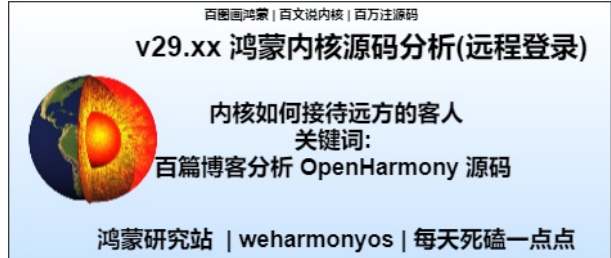 百图画鸿蒙 | 百文说内核 | 百万注源码
v29.xx 鸿蒙内核源码分析(远程登录)
内核如何接待远方的客人
关键词:
百篇博客分析 OpenHarmony 源码
鸿蒙研究站 | weharmonyos | 每天死磕一点点